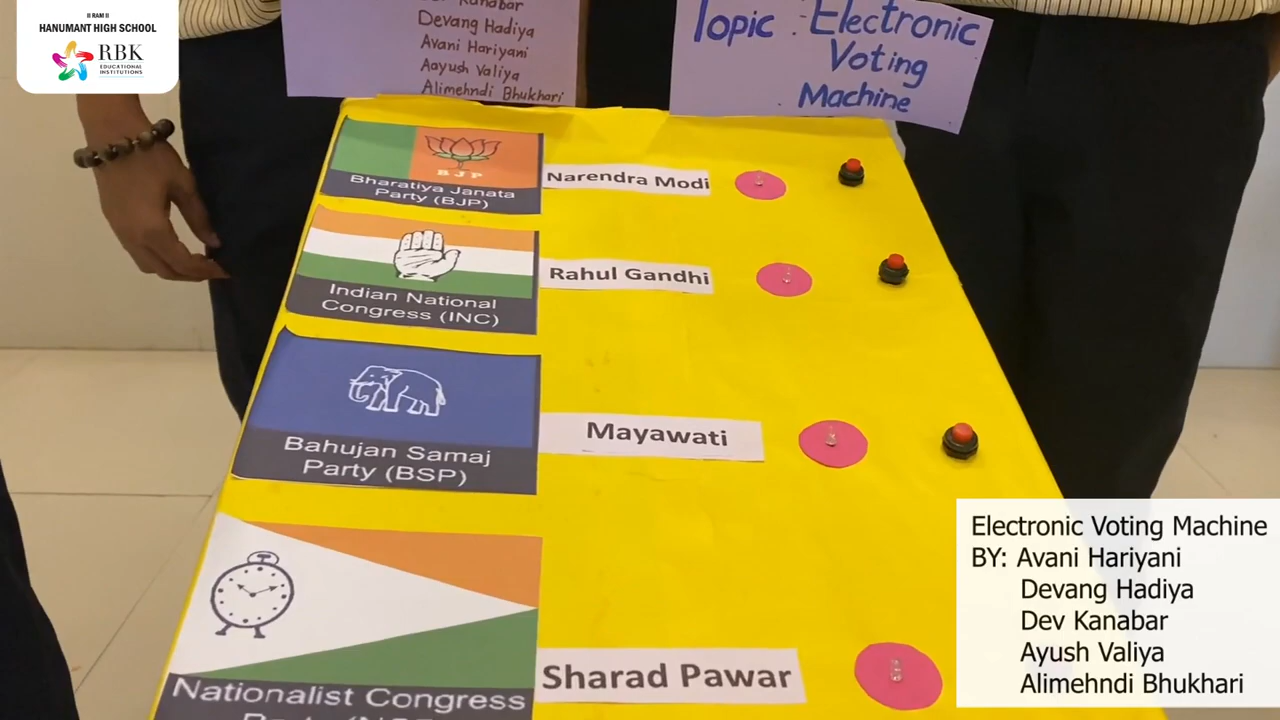 || RAM ||
HANUMANT HIGH SCHOOL
RBK
EDUCATIONAL
INSTITUTIONS
Kanabar
Devang Hadiya
Avani Hariyani
Aayush Valiya
Alimehndi Bhukhari
Topic : Electronic
Voting
Machine
BJP
Bharatiya Janata
Party (BJP)
Narendra Modi
Indian National
Congress (INC)
Rahul Gandhi
Bahujan Samaj
Party (BSP)
Mayawati
Nationalist Congress
Sharad Pawar
Electronic Voting Machine
BY: Avani Hariyani
Devang Hadiya
Dev Kanabar
Ayush Valiya
Alimehndi Bhukhari